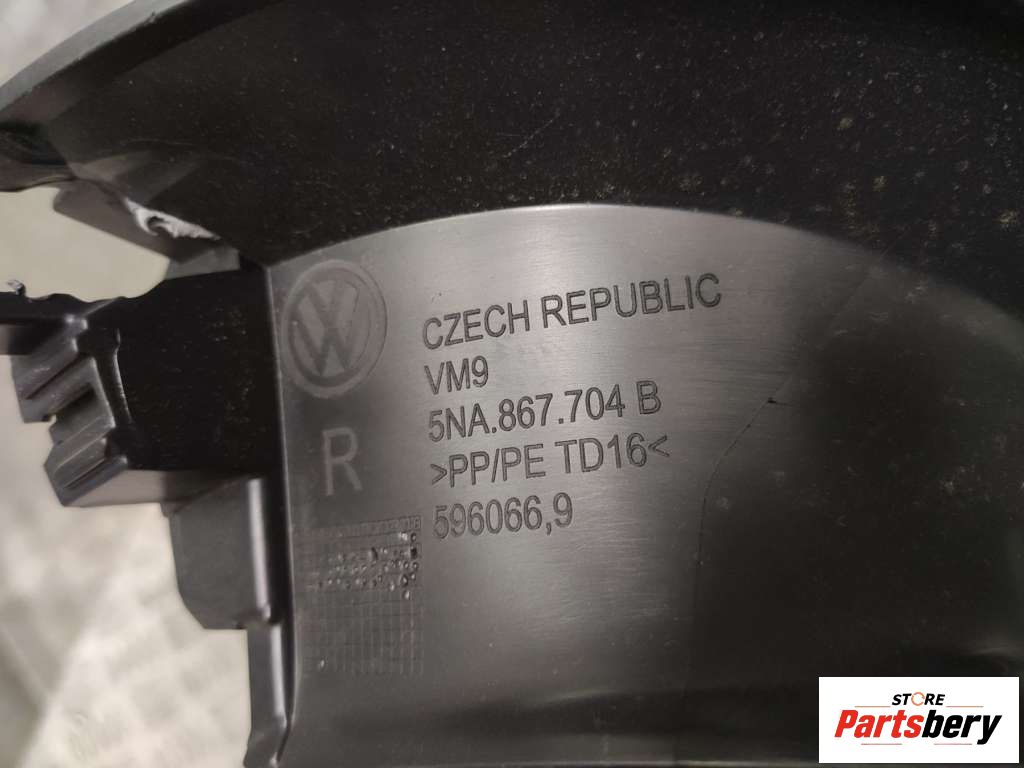 CZECH REPUBLIC
VM9
5NA.867.704 B
>PP/PE TD16<
596066,9
R
STORE
Partsbery